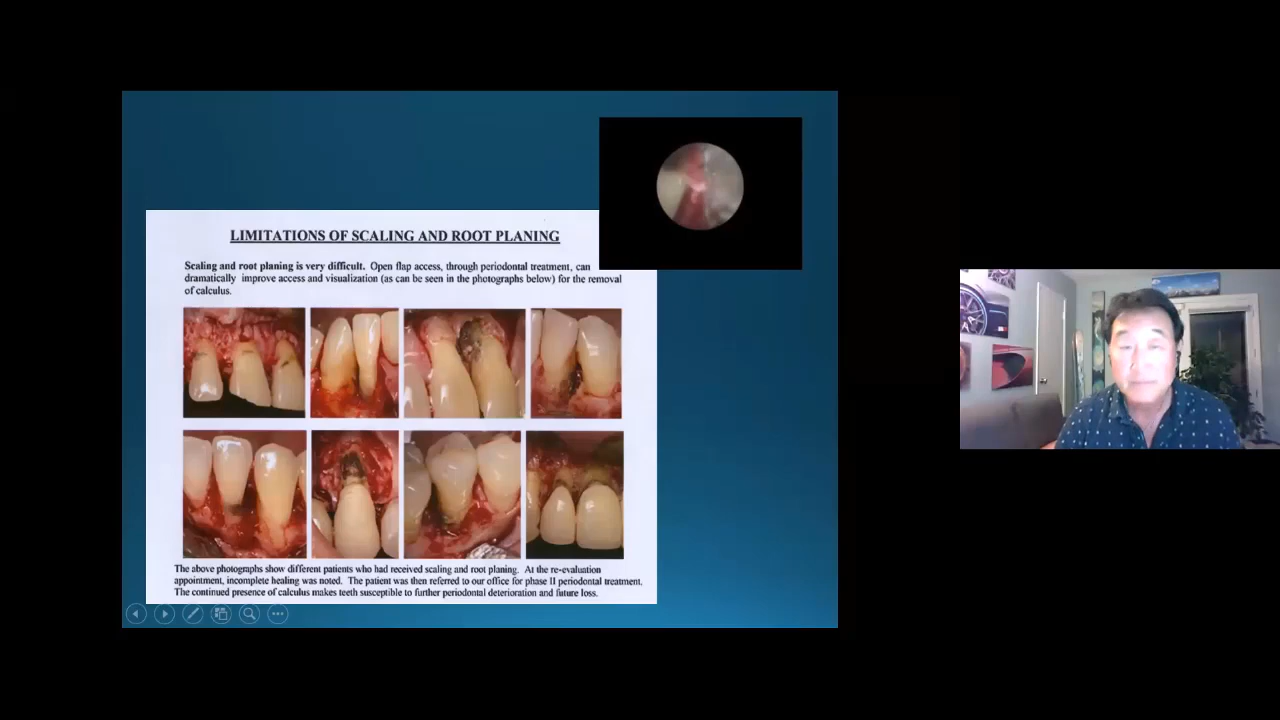 LIMITATIONS OF SCALING AND ROOT PLANING
Scaling and root planing is very difficult. Open flap access, through periodontal treatment, can
dramatically improve access and visualization (as can be seen in the photographs below) for the removal
of calculus.
The above photographs show different patients who had received scaling and root planing. At the re-evaluation
appointment, incomplete healing was noted. The patient was then referred to our office for phase II periodontal treatment.
The continued presence of calculus makes teeth susceptible to further periodontal deterioration and future loss.